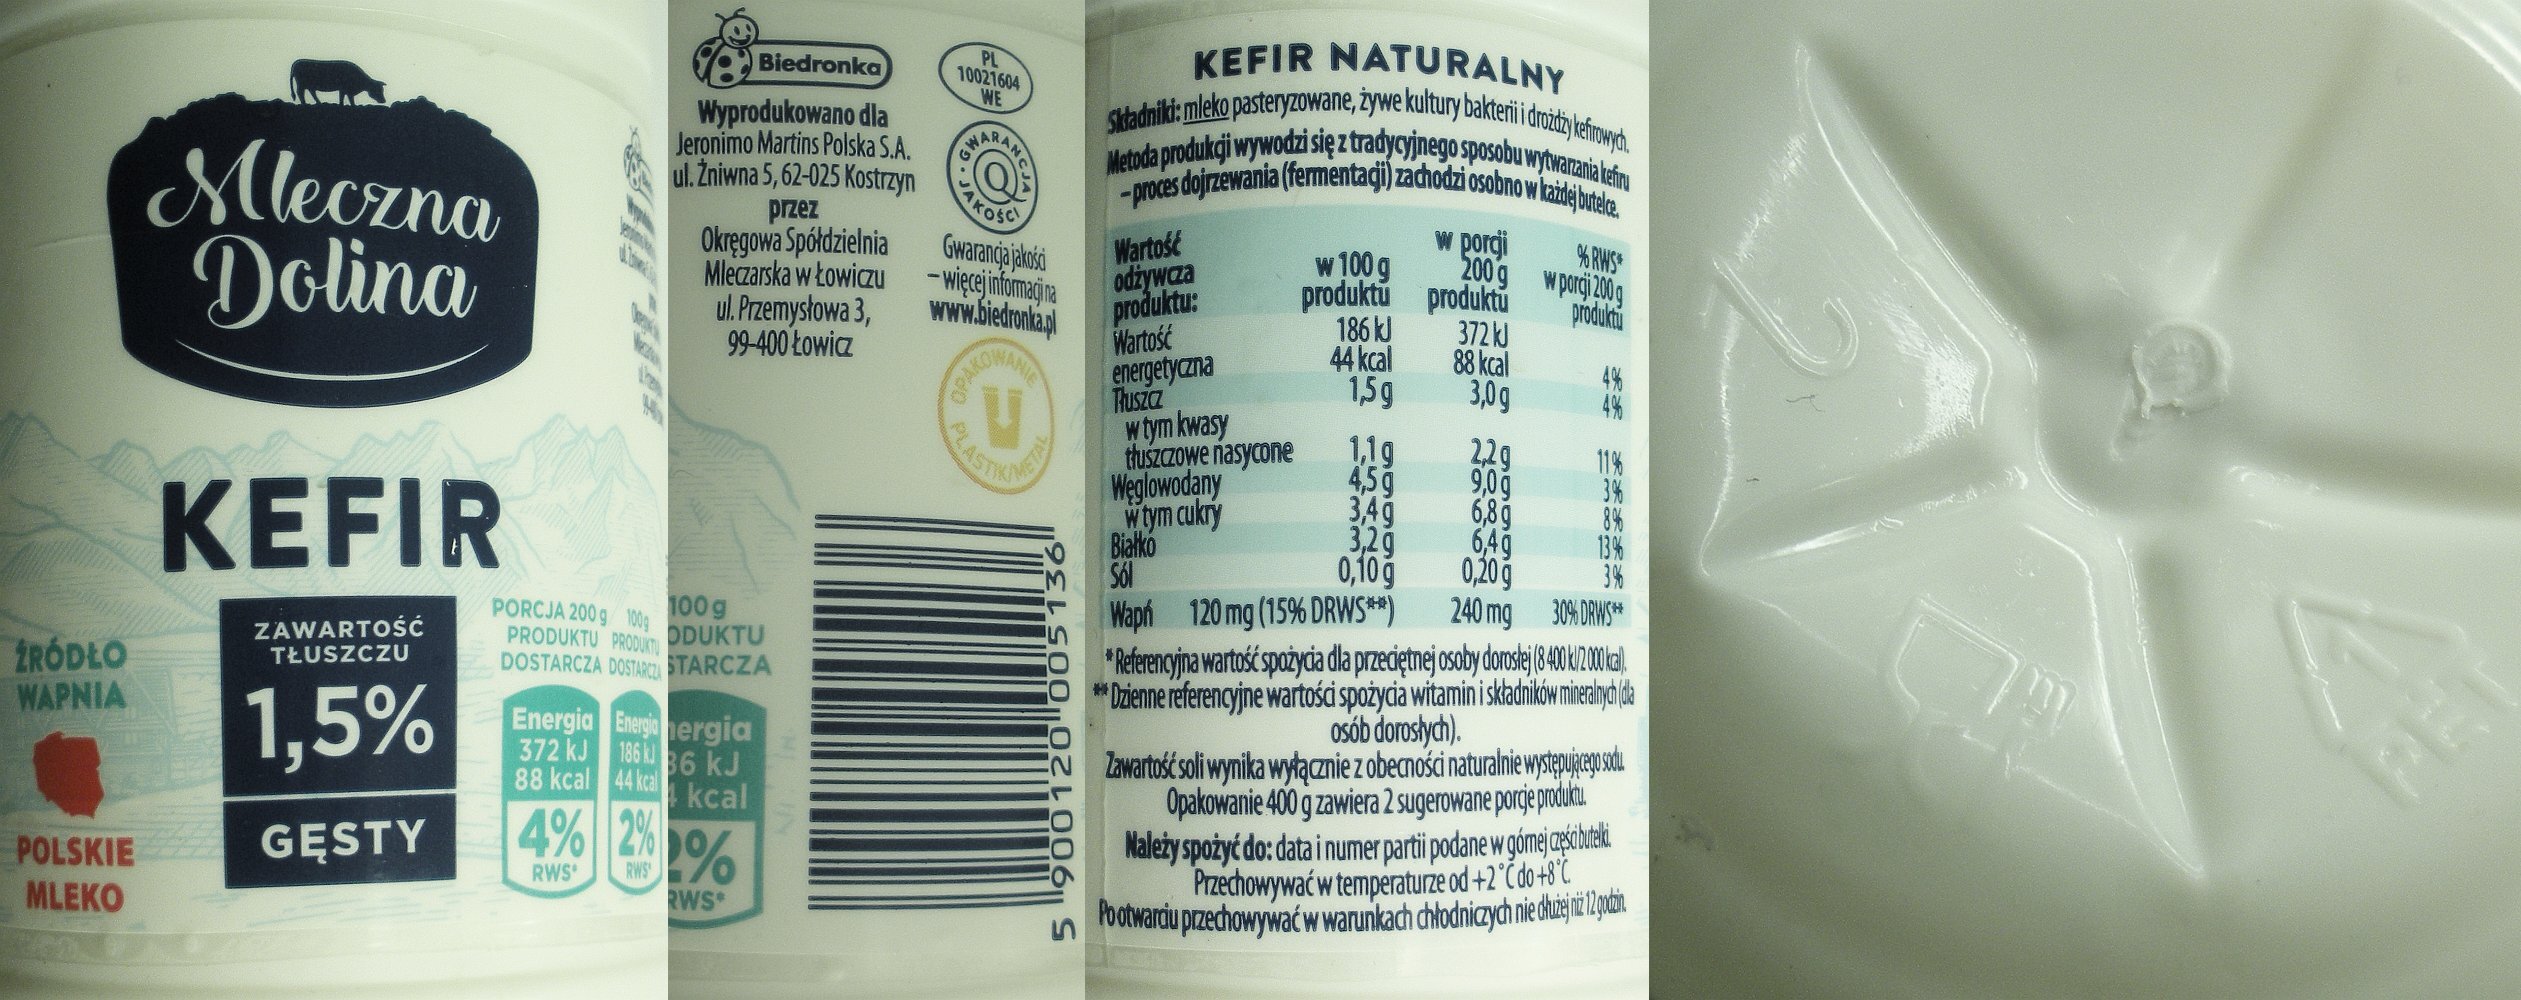 Mleczna
Dolina
KEFIR
ZAWARTOŚĆ
TŁUSZCZU
1,5%
GĘSTY
ŹRÓDŁO
WAPNIA
POLSKIE
MLEKO
PORCJA 200 g
PRODUKTU
DOSTARCZA
Energia
372 kJ
88 kcal
4%
RWS*
100g
PRODUKTU
DOSTARCZA
Energia
186 kJ
44 kcal
2%
RWS*
Biedronka
Wyprodukowano dla
Jeronimo Martins Polska S.A.
ul. Żniwna 5, 62-025 Kostrzyn
przez
Okręgowa Spółdzielnia
Mleczarska w Łowiczu
ul. Przemysłowa 3,
99-400 Łowicz
PL
10021604
WE
GWARANCJA
Q
JAKOŚCI
Gwarancja jakości
– więcej informacji na
www.biedronka.pl
OPAKOWANIE
PLASTIK/METAL
100 g
ODUKTU
STARCZA
nergia
86 kJ
4 kcal
2%
RWS*
5 900120 005136
KEFIR NATURALNY
Składniki: mleko pasteryzowane, żywe kultury bakterii i drożdży kefirowych.
Metoda produkcji wywodzi się z tradycyjnego sposobu wytwarzania kefiru
– proces dojrzewania (fermentacji) zachodzi osobno w każdej butelce.
Wartość odżywcza produktu: w 100 g produktu w porcji 200 g produktu % RWS* w porcji 200 g produktu
Wartość 186 kJ 372 kJ
energetyczna 44 kcal 88 kcal 4%
Tłuszcz 1,5 g 3,0 g 4%
w tym kwasy
tłuszczowe nasycone 1,1 g 2,2 g 11%
Węglowodany 4,5 g 9,0 g 3%
w tym cukry 3,4 g 6,8 g 8%
Białko 3,2 g 6,4 g 13%
Sól 0,10 g 0,20 g 3%
Wapń 120 mg (15% DRWS**) 240 mg 30% DRWS**
* Referencyjna wartość spożycia dla przeciętnej osoby dorosłej (8 400 kJ/2 000 kcal).
** Dzienne referencyjne wartości spożycia witamin i składników mineralnych (dla
osób dorosłych).
Zawartość soli wynika wyłącznie z obecności naturalnie występującego sodu.
Opakowanie 400 g zawiera 2 sugerowane porcje produktu.
Należy spożyć do: data i numer partii podane w górnej części butelki.
Przechowywać w temperaturze od +2°C do +8°C.
Po otwarciu przechowywać w warunkach chłodniczych nie dłużej niż 12 godzin.